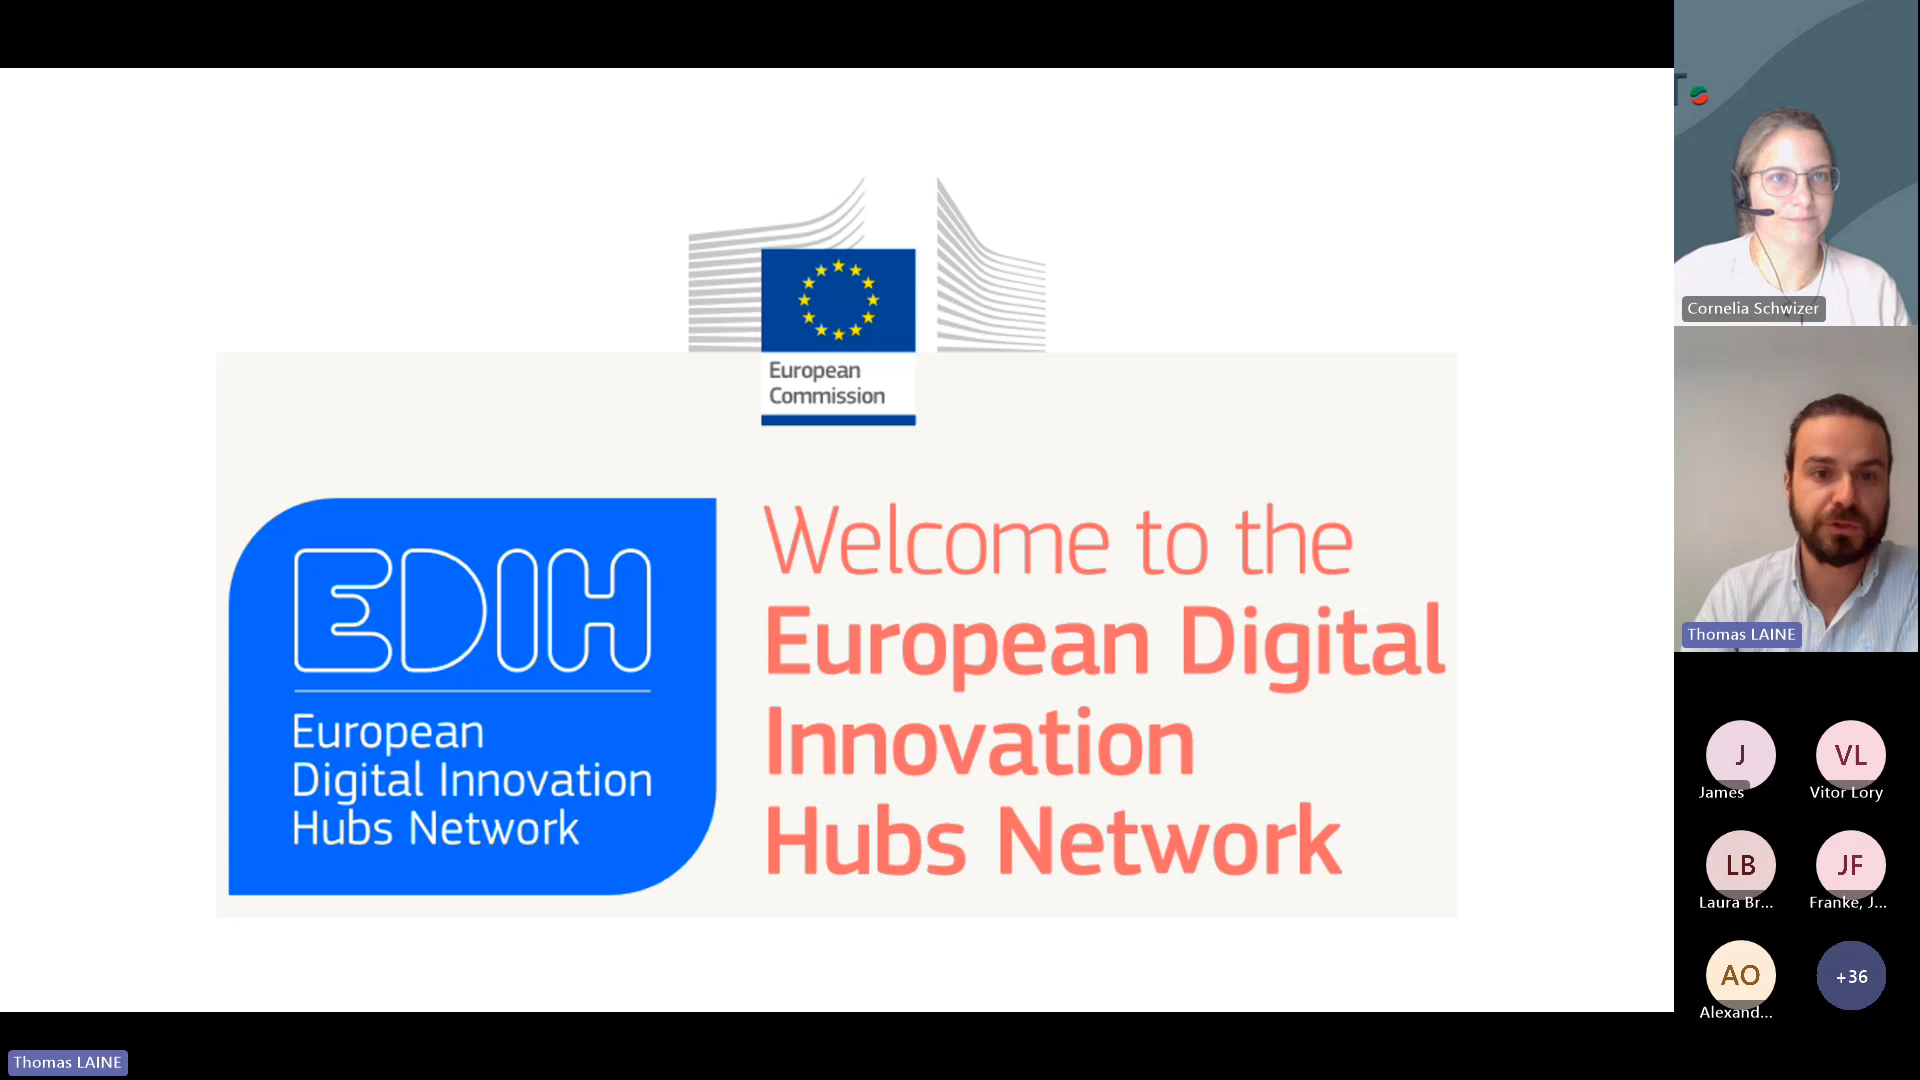 European
Commission
EDIH
European
Digital Innovation
Hubs Network
Welcome to the
European Digital
Innovation
Hubs Network
T
Cornelia Schwizer
Thomas LAINE
J
James
VL
Vitor Lory
LB
Laura Br...
JF
Franke, J...
AO
Alexand...
+36
Thomas LAINE